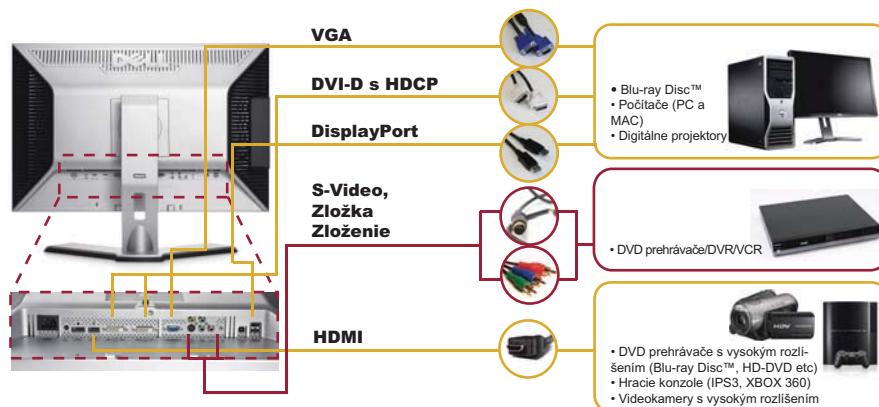 VGA
DVI-D s HDCP
DisplayPort
S-Video,
Zložka
Zloženie
HDMI
• Blu-ray Disc™
• Počítače (PC a
MAC)
• Digitálne projektory
• DVD prehrávače/DVR/VCR
• DVD prehrávače s vysokým rozlí-
šením (Blu-ray Disc™, HD-DVD etc)
• Hracie konzole (IPS3, XBOX 360)
• Videokamery s vysokým rozlíšením
HDV